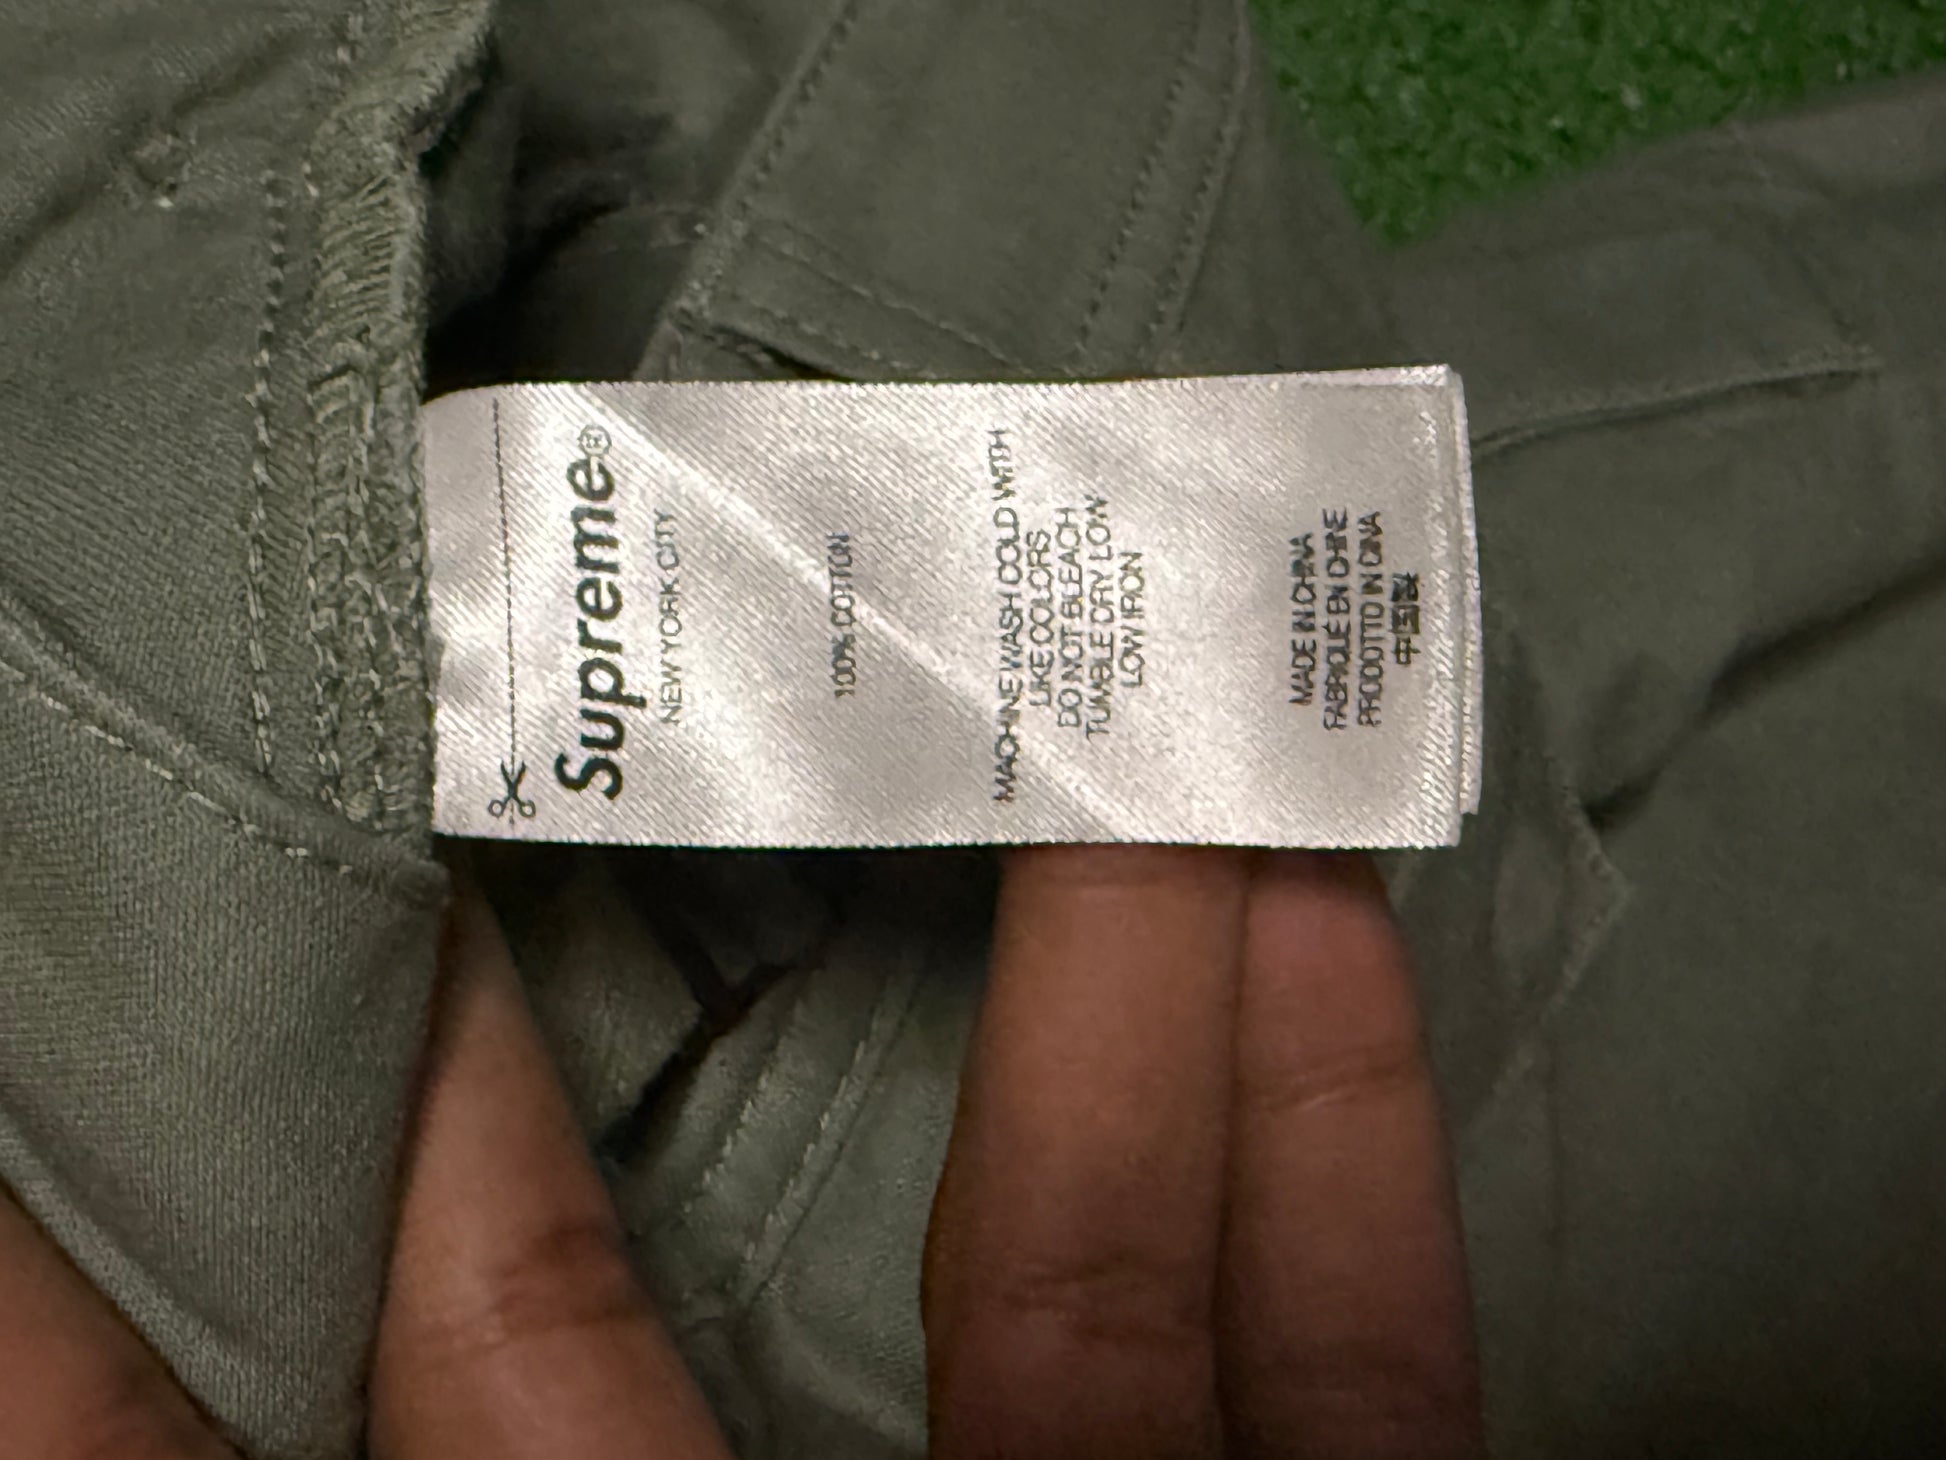 Supreme®
NEW YORK CITY
100% COTTON
MACHINE WASH COLD WITH
LIKE COLORS
DO NOT BLEACH
TUMBLE DRY LOW
LOW IRON
MADE IN CHINA
FABRIQUÉ EN CHINE
PRODOTTO IN CINA
中国製